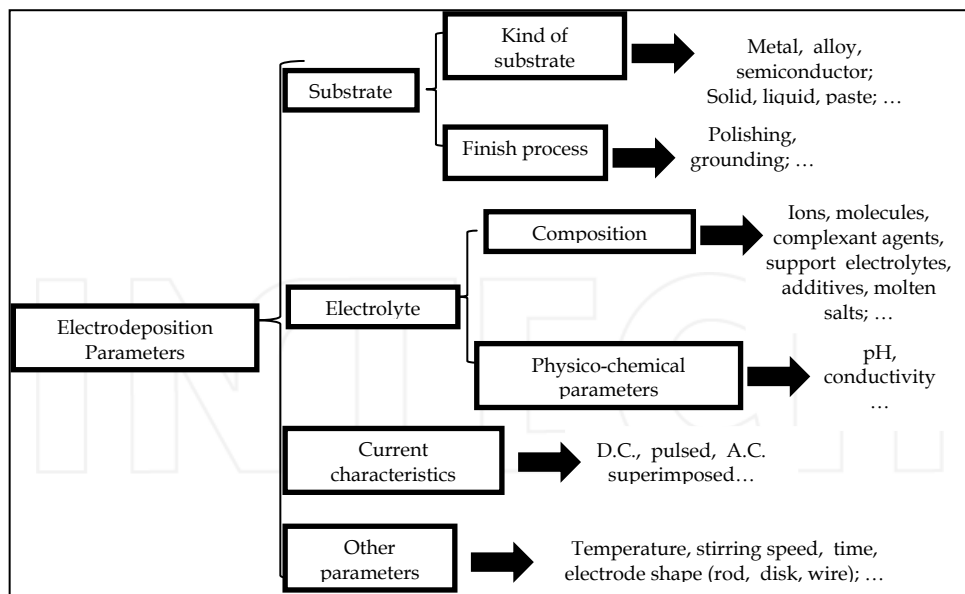 Kind of
substrate
Metal, alloy,
semiconductor;
Solid, liquid, paste; …
Substrate
Finish process
Polishing,
grounding; …
Electrodeposition
Parameters
Electrolyte
Composition
Ions, molecules,
complexant agents,
support electrolytes,
additives, molten
salts; …
Physico-chemical
parameters
pH,
conductivity
…
Current
characteristics
D.C., pulsed, A.C.
superimposed…
Other
parameters
Temperature, stirring speed, time,
electrode shape (rod, disk, wire); …
INTECH